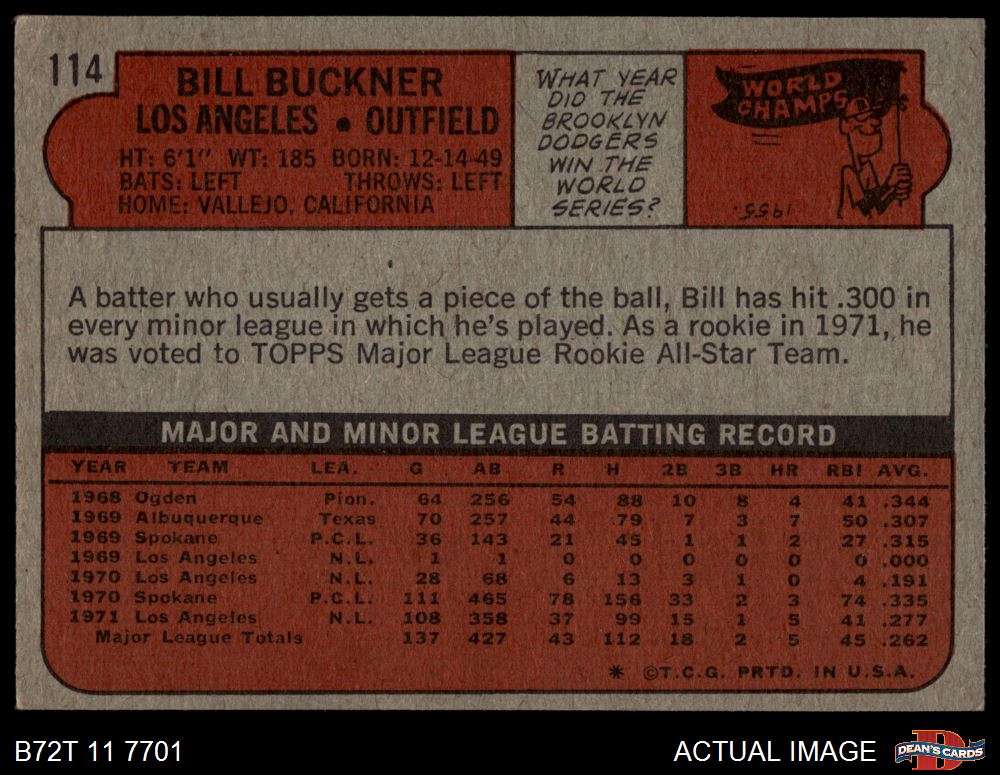 114
BILL BUCKNER
LOS ANGELES • OUTFIELD
HT: 6'1" WT: 185 BORN: 12-14-49
BATS: LEFT THROWS: LEFT
HOME: VALLEJO, CALIFORNIA
WHAT YEAR
DID THE
BROOKLYN
DODGERS
WIN THE
WORLD
SERIES?
WORLD
CHAMPS
1955.
A batter who usually gets a piece of the ball, Bill has hit .300 in
every minor league in which he's played. As a rookie in 1971, he
was voted to TOPPS Major League Rookie All-Star Team.
MAJOR AND MINOR LEAGUE BATTING RECORD
YEAR TEAM LEA. G AB R H 2B 3B HR RBI AVG.
1968 Ogden Pion. 64 256 54 88 10 8 4 41 .344
1969 Albuquerque Texas 70 257 44 79 7 3 7 50 .307
1969 Spokane P.C.L. 36 143 21 45 1 1 2 27 .315
1969 Los Angeles N.L. 1 1 0 0 0 0 0 0 .000
1970 Los Angeles N.L. 28 68 6 13 3 1 0 4 .191
1970 Spokane P.C.L. 111 465 78 156 33 2 3 74 .335
1971 Los Angeles N.L. 108 358 37 99 15 1 5 41 .277
Major League Totals 137 427 43 112 18 2 5 45 .262
* ©T.C.G. PRTD. IN U.S.A.
B72T 11 7701
ACTUAL IMAGE
D
DEAN'S CARDS